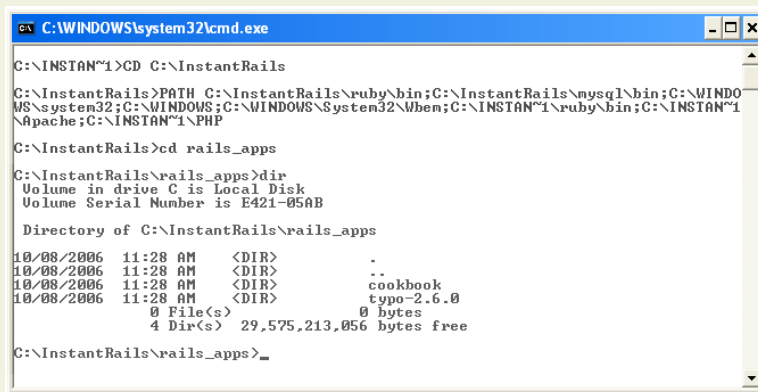 C:\WINDOWS\system32\cmd.exe
C:\INSTAN~1>CD C:\InstantRails
C:\InstantRails>PATH C:\InstantRails\ruby\bin;C:\InstantRails\mysql\bin;C:\WINDO
WS\system32;C:\WINDOWS;C:\WINDOWS\System32\Wbem;C:\INSTAN~1\ruby\bin;C:\INSTAN~1
\Apache;C:\INSTAN~1\PHP
C:\InstantRails>cd rails_apps
C:\InstantRails\rails_apps>dir
Volume in drive C is Local Disk
Volume Serial Number is E421-05AB
Directory of C:\InstantRails\rails_apps
10/08/2006  11:28 AM    <DIR>          .
10/08/2006  11:28 AM    <DIR>          ..
10/08/2006  11:28 AM    <DIR>          cookbook
10/08/2006  11:28 AM    <DIR>          typo-2.6.0
0 File(s)              0 bytes
4 Dir(s)  29,575,213,056 bytes free
C:\InstantRails\rails_apps>_